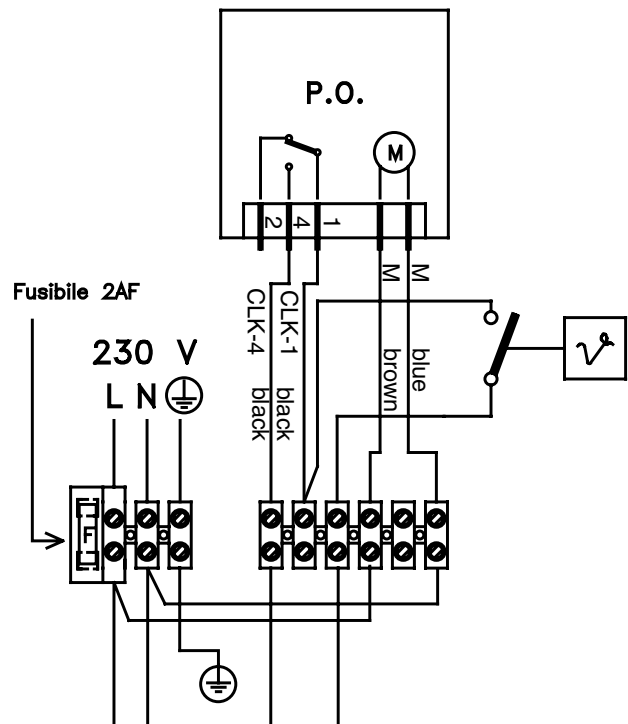 P.O.
M
2 4 1
M M
Fusibile 2AF
CLK-4 CLK-1
230 V
L N
black black
brown blue
F